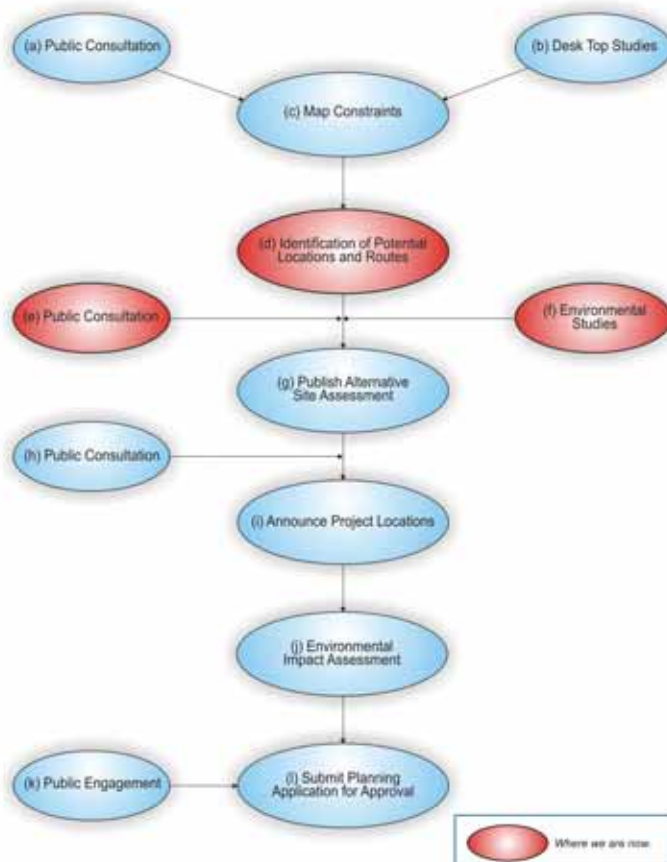 (a) Public Consultation
(b) Desk Top Studies
(c) Map Constraints
(d) Identification of Potential
Locations and Routes
(e) Public Consultation
(f) Environmental
Studies
(g) Publish Alternative
Site Assessment
(h) Public Consultation
(i) Announce Project Locations
(j) Environmental
Impact Assessment
(k) Public Engagement
(l) Submit Planning
Application for Approval
Where we are now